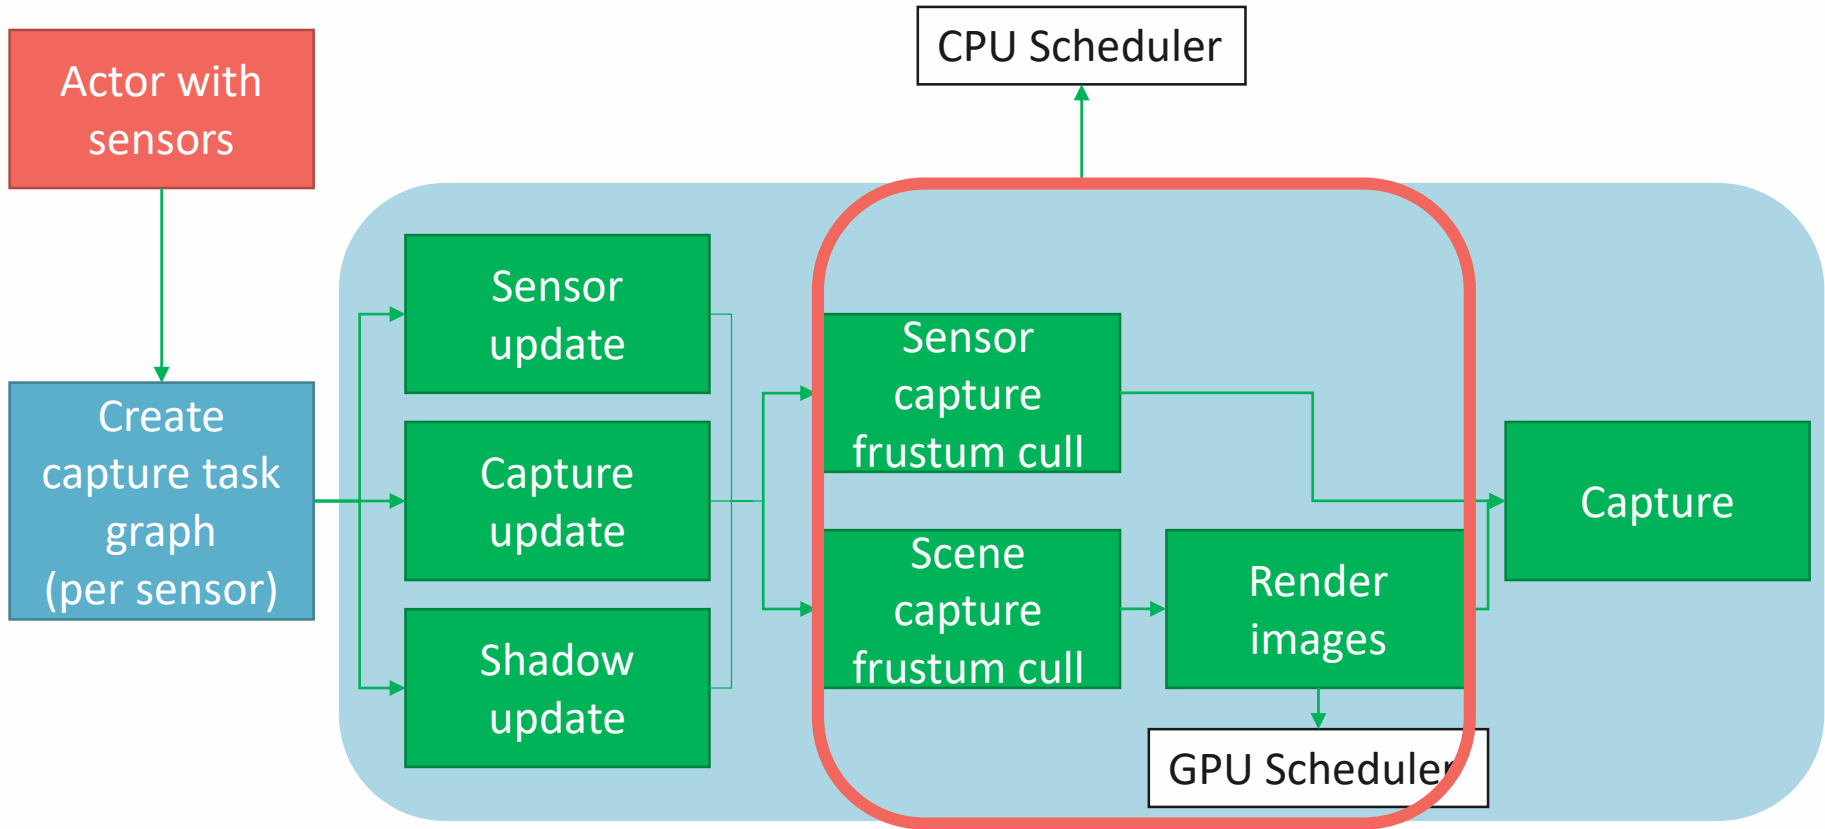 CPU Scheduler
Actor with
sensors
Sensor
update
Sensor
capture
frustum cull
Create
capture task
graph
(per sensor)
Capture
update
Capture
Scene
capture
frustum cull
Render
images
Shadow
update
GPU Scheduler